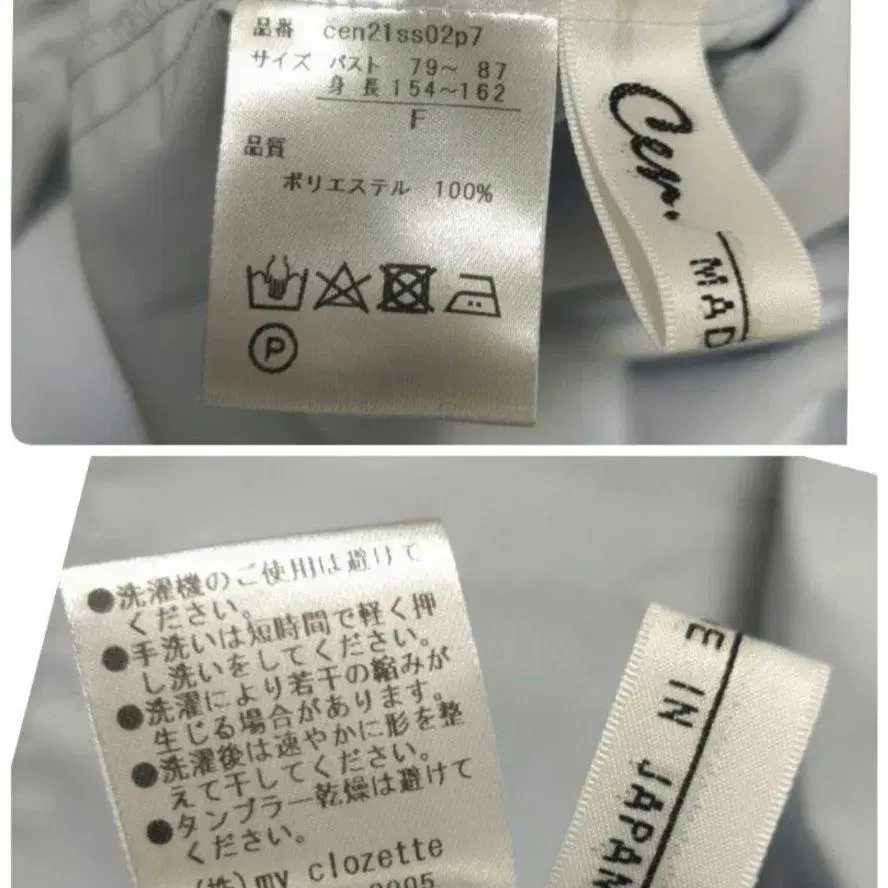 品番 cen21ss02p7
サイズ バスト 79～ 87
身 長 154～162
F
品質
ポリエステル 100%
P
Cen.
MAD
●洗濯機のご使用は避けて
ください。
●手洗いは短時間で軽く押
し洗いをしてください。
●洗濯により若干の縮みが
生じる場合があります。
●洗濯後は速やかに形を整
えて干してください。
●タンブラー乾燥は避けて
ください。
(株)my clozette
DE IN JAPAN